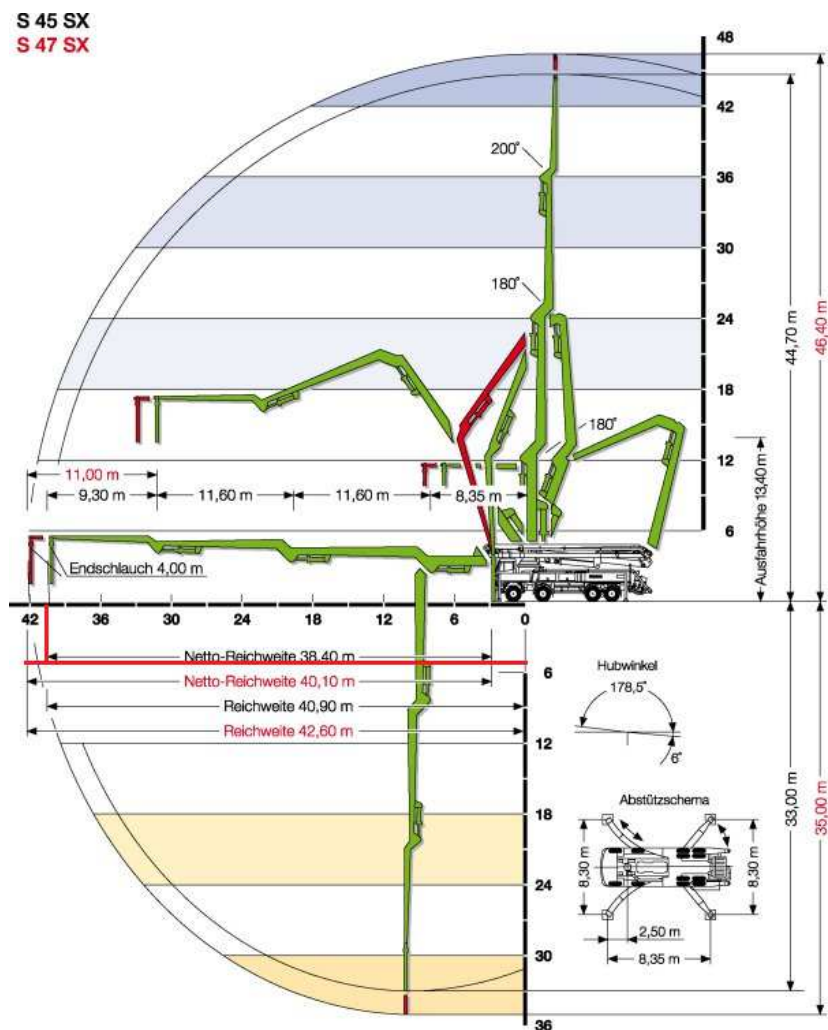 S 45 SX
S 47 SX
48
42
200°
36
30
180°
24
18
180°
12
6
44,70 m
46,40 m
Ausfahrhöhe 13,40 m
11,00 m
9,30 m
11,60 m
11,60 m
8,35 m
Endschlauch 4,00 m
42
36
30
24
18
12
6
0
0
Netto-Reichweite 38,40 m
Netto-Reichweite 40,10 m
Reichweite 40,90 m
Reichweite 42,60 m
6
12
18
24
30
36
Hubwinkel
178,5°
6°
33,00 m
35,00 m
Abstützschema
8,30 m
8,30 m
2,50 m
8,35 m